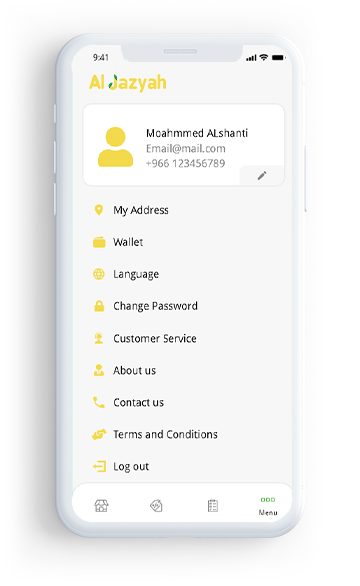 9:41
Al Jazyah
Moahmmed ALshanti
Email@mail.com
+966 123456789
My Address
Wallet
Language
Change Password
Customer Service
About us
Contact us
Terms and Conditions
Log out
Menu